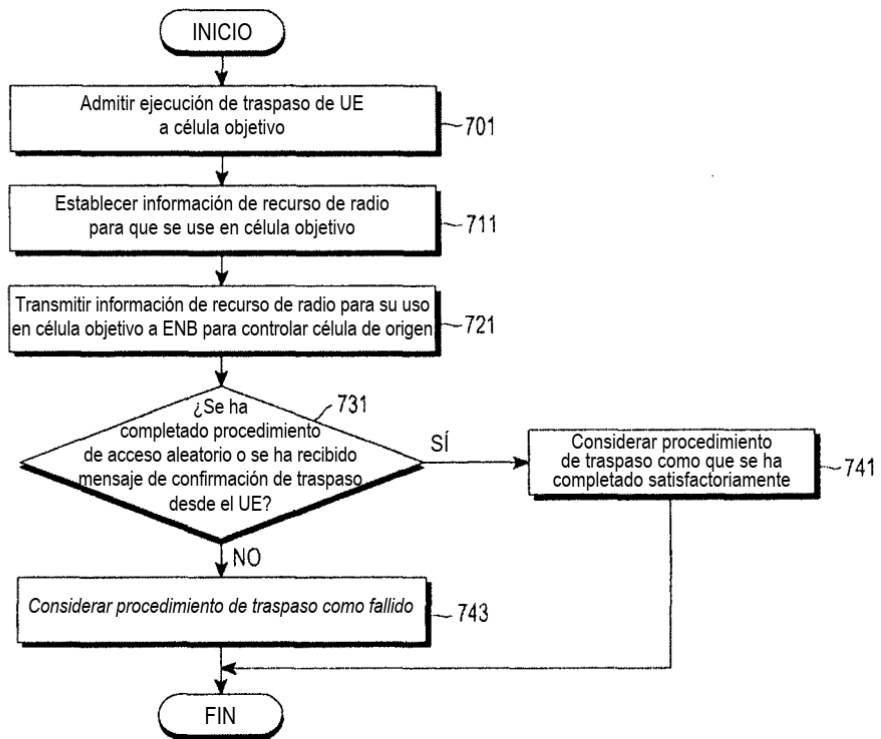 INICIO
Admitir ejecución de traspaso de UE
a célula objetivo
701
Establecer información de recurso de radio
para que se use en célula objetivo
711
Transmitir información de recurso de radio para su uso
en célula objetivo a ENB para controlar célula de origen
721
¿Se ha
completado procedimiento
de acceso aleatorio o se ha recibido
mensaje de confirmación de traspaso
desde el UE?
731
SÍ
Considerar procedimiento
de traspaso como que se ha
completado satisfactoriamente
741
NO
Considerar procedimiento de traspaso como fallido
743
FIN